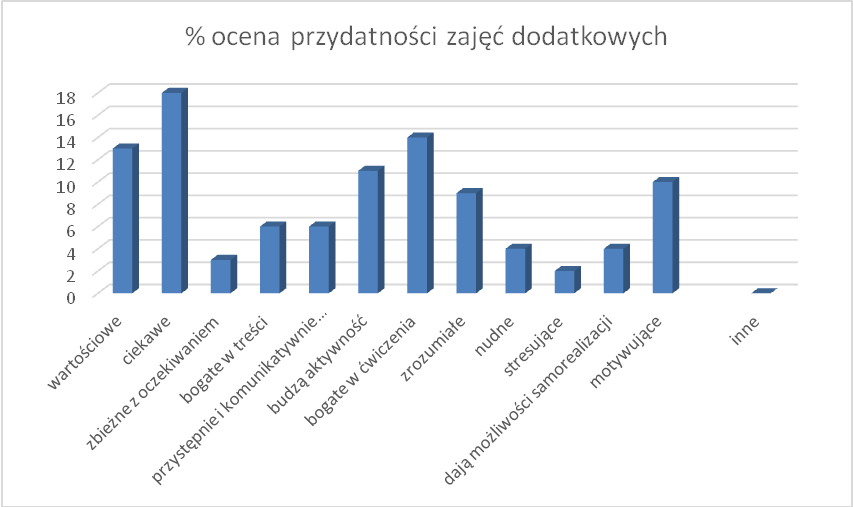 % ocena przydatności zajęć dodatkowych
18
16
14
12
10
8
6
4
2
0
wartościowe
ciekawe
zbieżne z oczekiwaniem
bogate w treści
przystępnie i komunikatywnie...
budzą aktywność
bogate w ćwiczenia
zrozumiałe
nudne
stresujące
dają możliwości samorealizacji
motywujące
inne